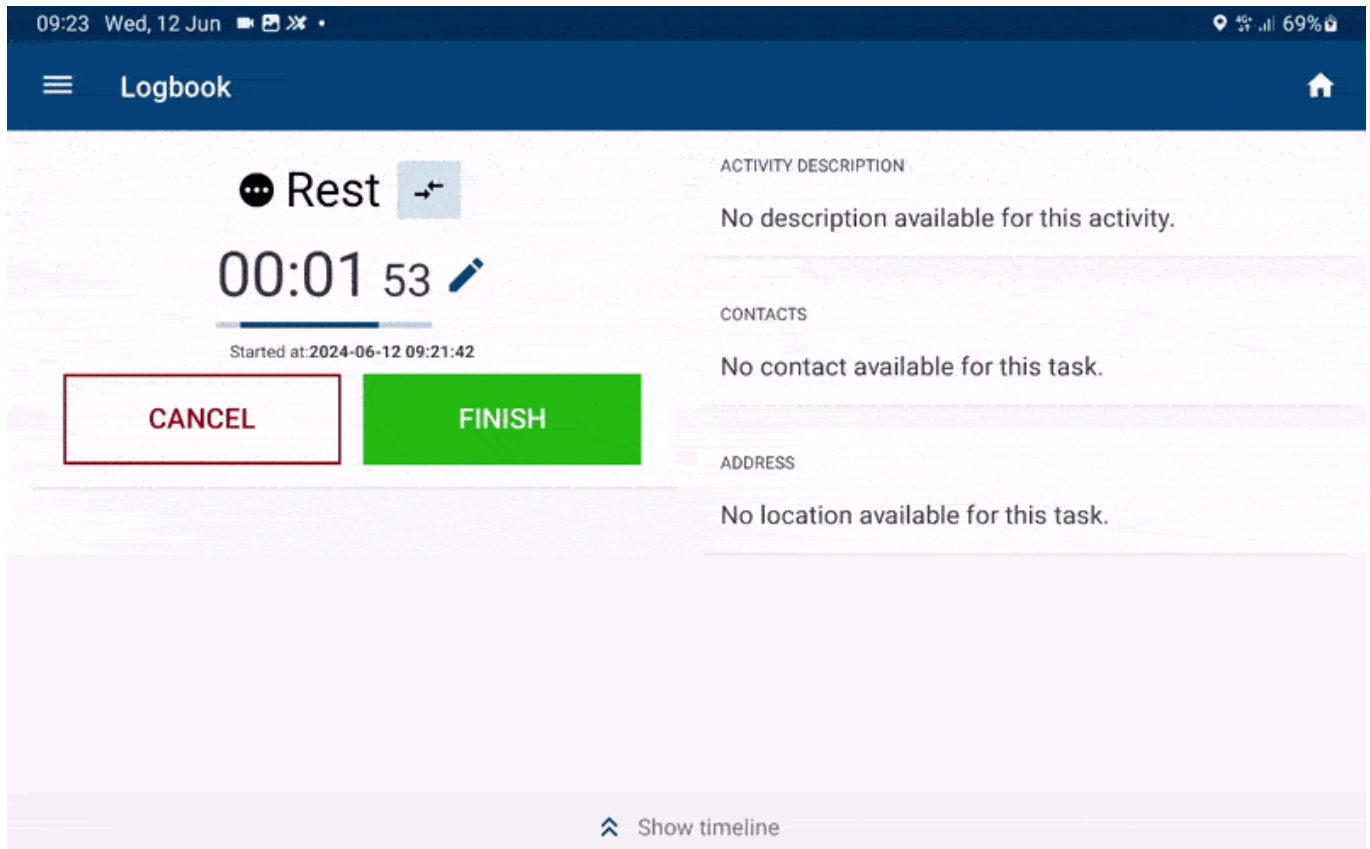 09:23 Wed, 12 Jun
69%
Logbook
Rest
00:01 53
Started at:2024-06-12 09:21:42
CANCEL
FINISH
ACTIVITY DESCRIPTION
No description available for this activity.
CONTACTS
No contact available for this task.
ADDRESS
No location available for this task.
Show timeline